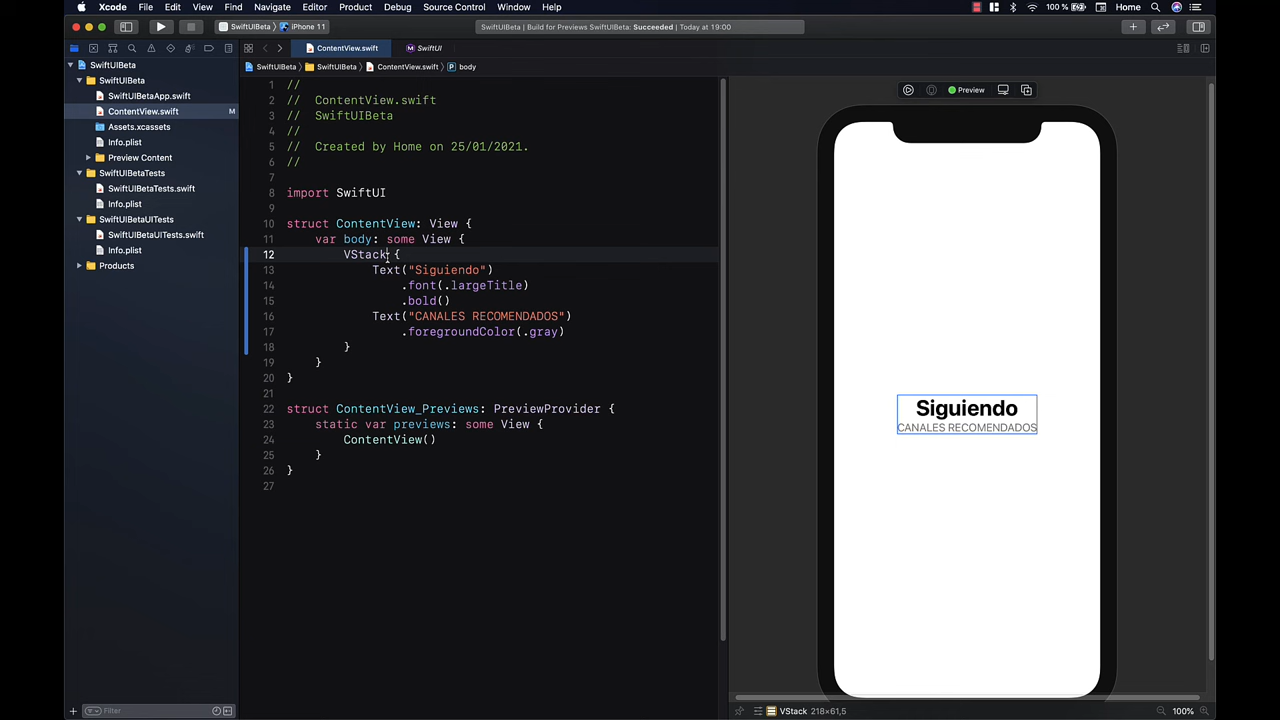 Xcode File Edit View Find Navigate Editor Product Debug Source Control Window Help 100 % Home
SwiftUIBeta iPhone 11 SwiftUIBeta | Build for Previews SwiftUIBeta: Succeeded | Today at 19:00
ContentView.swift SwiftUI
SwiftUIBeta SwiftUIBeta ContentView.swift body
SwiftUIBeta
SwiftUIBeta
SwiftUIBetaApp.swift
ContentView.swift M
Assets.xcassets
Info.plist
Preview Content
SwiftUIBetaTests
SwiftUIBetaTests.swift
Info.plist
SwiftUIBetaUITests
SwiftUIBetaUITests.swift
Info.plist
Products
Filter
1 //
2 // ContentView.swift
3 // SwiftUIBeta
4 //
5 // Created by Home on 25/01/2021.
6 //
7
8 import SwiftUI
9
10 struct ContentView: View {
11 var body: some View {
12 VStack {
13 Text("Siguiendo")
14 .font(.largeTitle)
15 .bold()
16 Text("CANALES RECOMENDADOS")
17 .foregroundColor(.gray)
18 }
19 }
20 }
21
22 struct ContentView_Previews: PreviewProvider {
23 static var previews: some View {
24 ContentView()
25 }
26 }
27
Preview
Siguiendo
CANALES RECOMENDADOS
VStack 218×61,5 100%